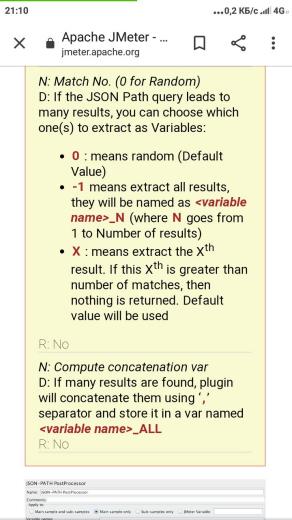 21:10
...0,2 КБ/с 4G
Apache JMeter - ...
jmeter.apache.org
N: Match No. (0 for Random)
D: If the JSON Path query leads to
many results, you can choose which
one(s) to extract as Variables:
• 0 : means random (Default
Value)
• -1 means extract all results,
they will be named as <variable
name>_N (where N goes from
1 to Number of results)
• X : means extract the Xth
result. If this Xth is greater than
number of matches, then
nothing is returned. Default
value will be used
R: No
N: Compute concatenation var
D: If many results are found, plugin
will concatenate them using ‘,’
separator and store it in a var named
<variable name>_ALL
R: No
JSON-PATH PostProcessor
Name: JSON-PATH PostProcessor
Comments:
Apply to:
Main sample and sub-samples Main sample only Sub-samples only JMeter Variable